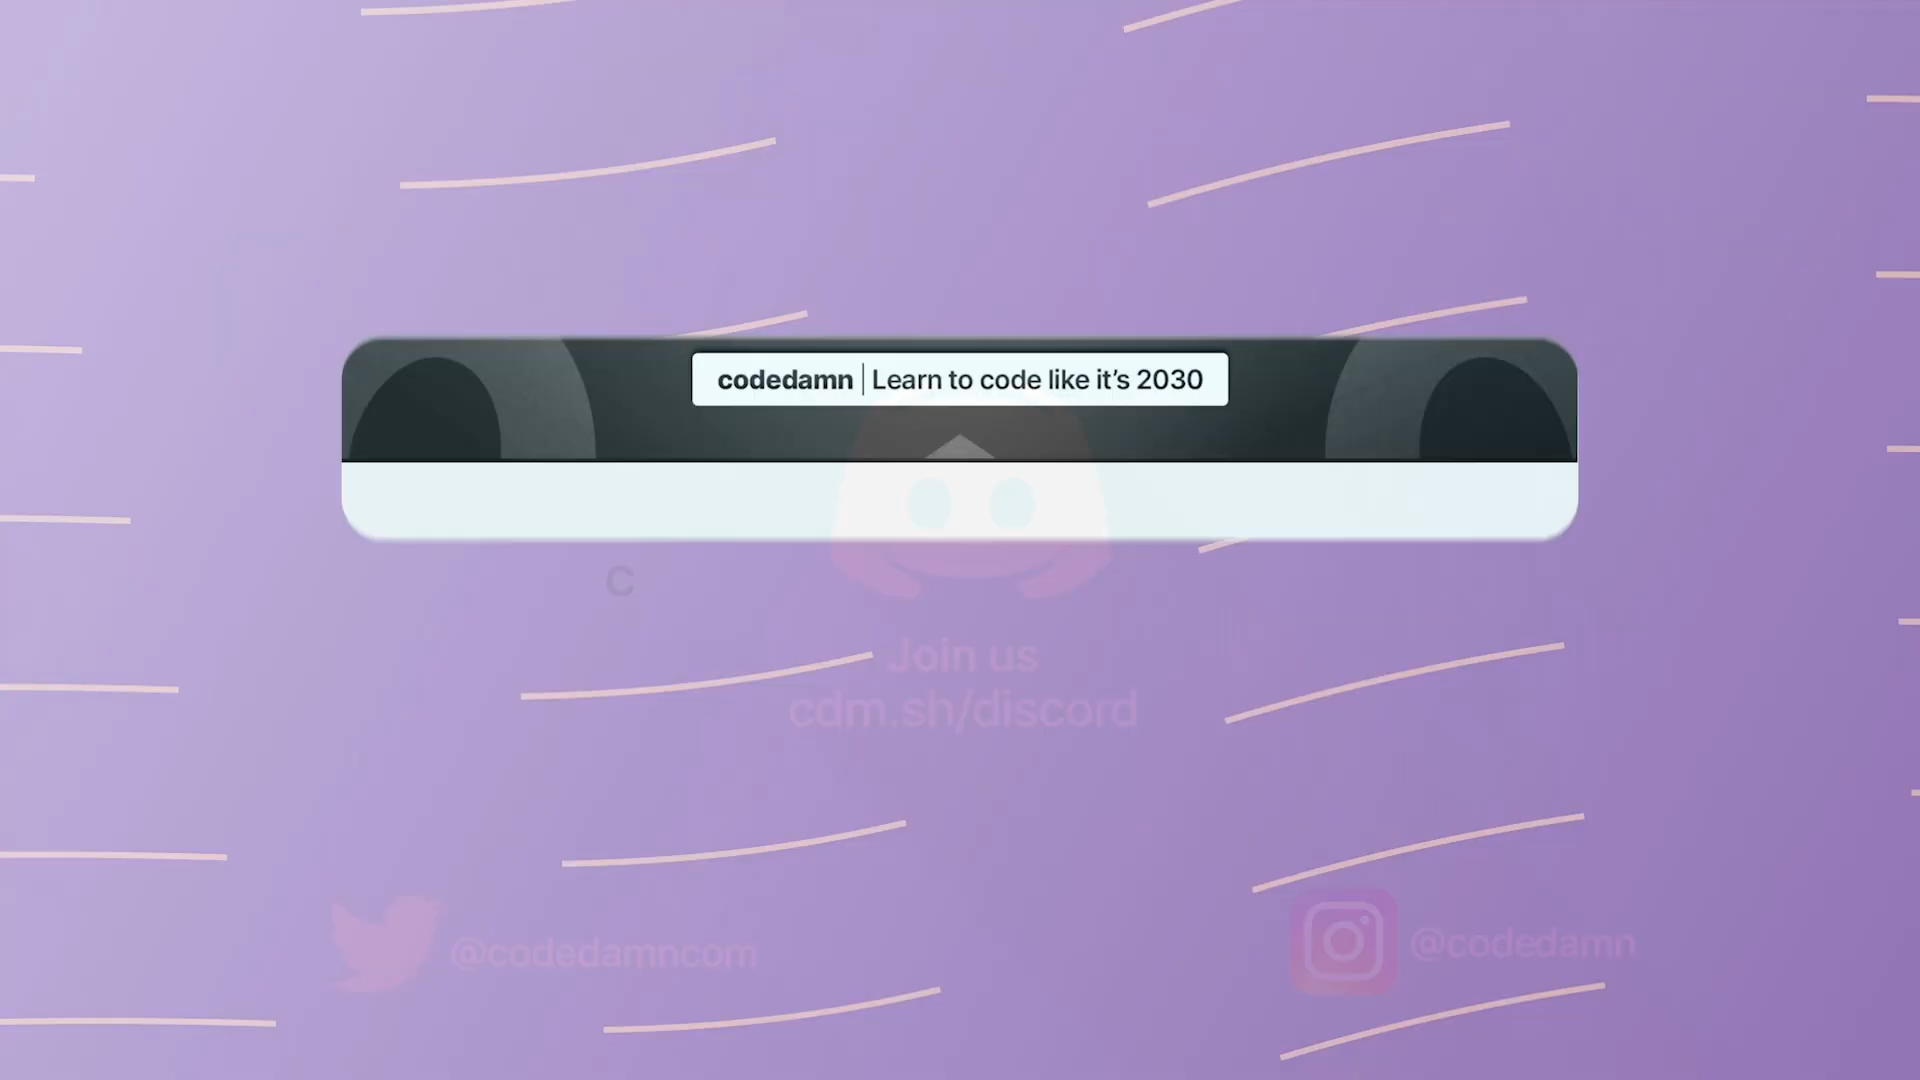 codedamn | Learn to code like it's 2030
C
Join us
cdm.sh/discord
@codedamncom
@codedamn